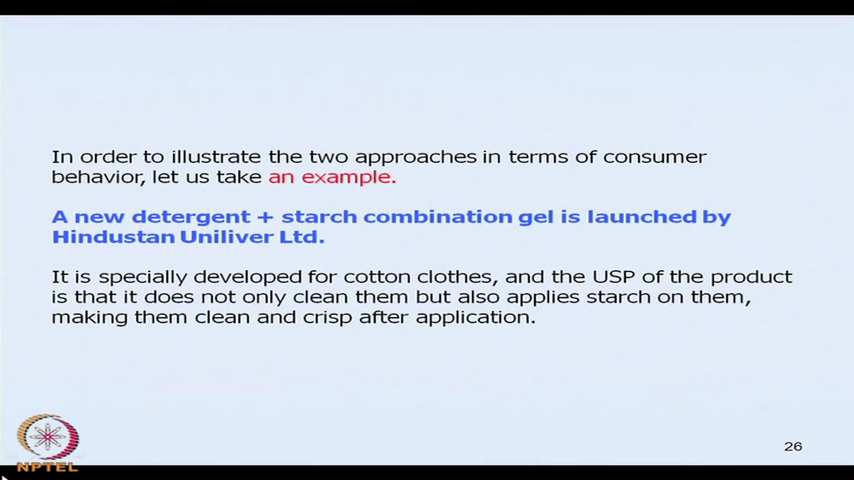 In order to illustrate the two approaches in terms of consumer
behavior, let us take an example.
A new detergent + starch combination gel is launched by
Hindustan Uniliver Ltd.
It is specially developed for cotton clothes, and the USP of the product
is that it does not only clean them but also applies starch on them,
making them clean and crisp after application.
26
NPTEL